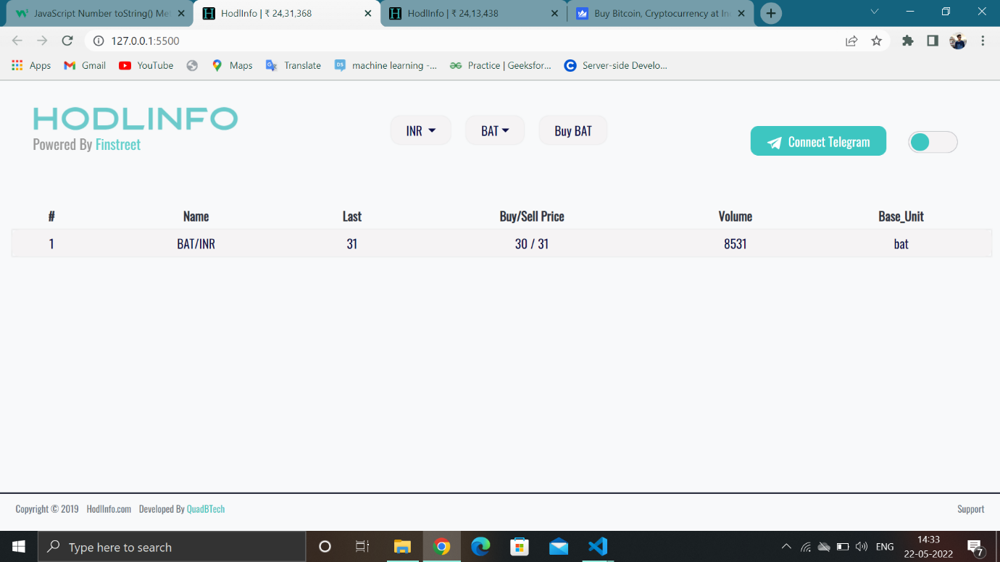 JavaScript Number toString() Me
HodlInfo | ₹ 24,31,368
HodlInfo | ₹ 24,13,438
Buy Bitcoin, Cryptocurrency at In
127.0.0.1:5500
Apps Gmail YouTube Maps Translate machine learning -... Practice | Geeksfor... Server-side Develo...
HODLINFO
Powered By Finstreet
INR BAT Buy BAT
Connect Telegram
# Name Last Buy/Sell Price Volume Base_Unit
1 BAT/INR 31 30 / 31 8531 bat
Copyright © 2019 HodlInfo.com Developed By QuadBTech Support
Type here to search
ENG
14:33
22-05-2022
7